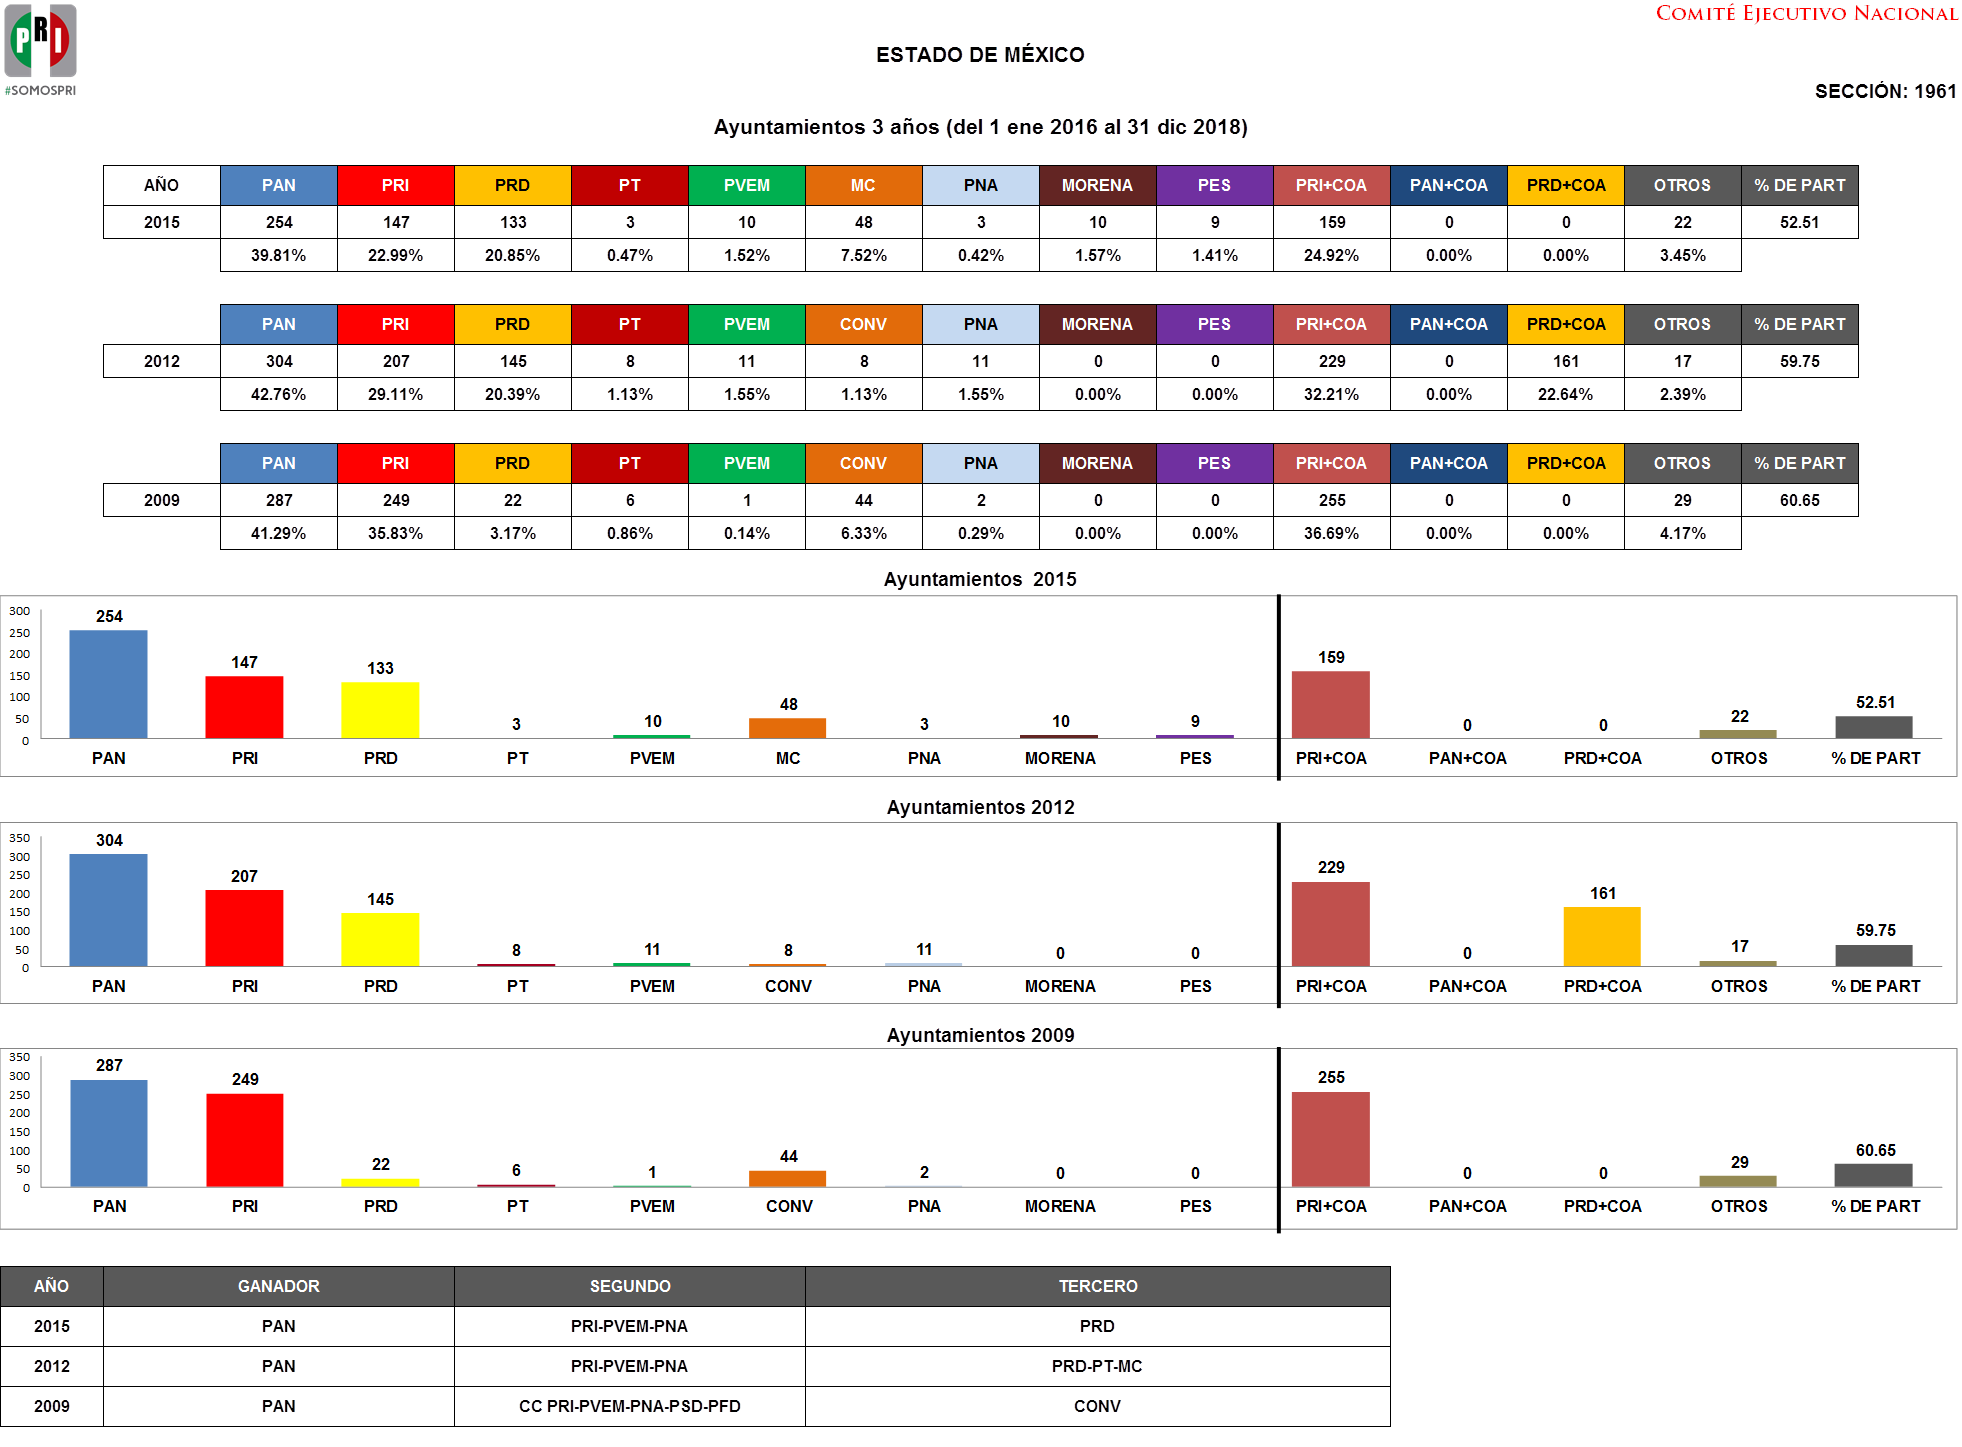 COMITÉ EJECUTIVO NACIONAL
PRI
#SOMOSPRI
ESTADO DE MÉXICO
SECCIÓN: 1961
Ayuntamientos 3 años (del 1 ene 2016 al 31 dic 2018)
AÑO PAN PRI PRD PT PVEM MC PNA MORENA PES PRI+COA PAN+COA PRD+COA OTROS % DE PART
2015 254 147 133 3 10 48 3 10 9 159 0 0 22 52.51
39.81% 22.99% 20.85% 0.47% 1.52% 7.52% 0.42% 1.57% 1.41% 24.92% 0.00% 0.00% 3.45%
PAN PRI PRD PT PVEM CONV PNA MORENA PES PRI+COA PAN+COA PRD+COA OTROS % DE PART
2012 304 207 145 8 11 8 11 0 0 229 0 161 17 59.75
42.76% 29.11% 20.39% 1.13% 1.55% 1.13% 1.55% 0.00% 0.00% 32.21% 0.00% 22.64% 2.39%
PAN PRI PRD PT PVEM CONV PNA MORENA PES PRI+COA PAN+COA PRD+COA OTROS % DE PART
2009 287 249 22 6 1 44 2 0 0 255 0 0 29 60.65
41.29% 35.83% 3.17% 0.86% 0.14% 6.33% 0.29% 0.00% 0.00% 36.69% 0.00% 0.00% 4.17%
Ayuntamientos 2015
300
250
200
150
100
50
0
254 147 133 3 10 48 3 10 9 159 0 0 22 52.51
PAN PRI PRD PT PVEM MC PNA MORENA PES PRI+COA PAN+COA PRD+COA OTROS % DE PART
Ayuntamientos 2012
350
300
250
200
150
100
50
0
304 207 145 8 11 8 11 0 0 229 0 161 17 59.75
PAN PRI PRD PT PVEM CONV PNA MORENA PES PRI+COA PAN+COA PRD+COA OTROS % DE PART
Ayuntamientos 2009
350
300
250
200
150
100
50
0
287 249 22 6 1 44 2 0 0 255 0 0 29 60.65
PAN PRI PRD PT PVEM CONV PNA MORENA PES PRI+COA PAN+COA PRD+COA OTROS % DE PART
AÑO GANADOR SEGUNDO TERCERO
2015 PAN PRI-PVEM-PNA PRD
2012 PAN PRI-PVEM-PNA PRD-PT-MC
2009 PAN CC PRI-PVEM-PNA-PSD-PFD CONV